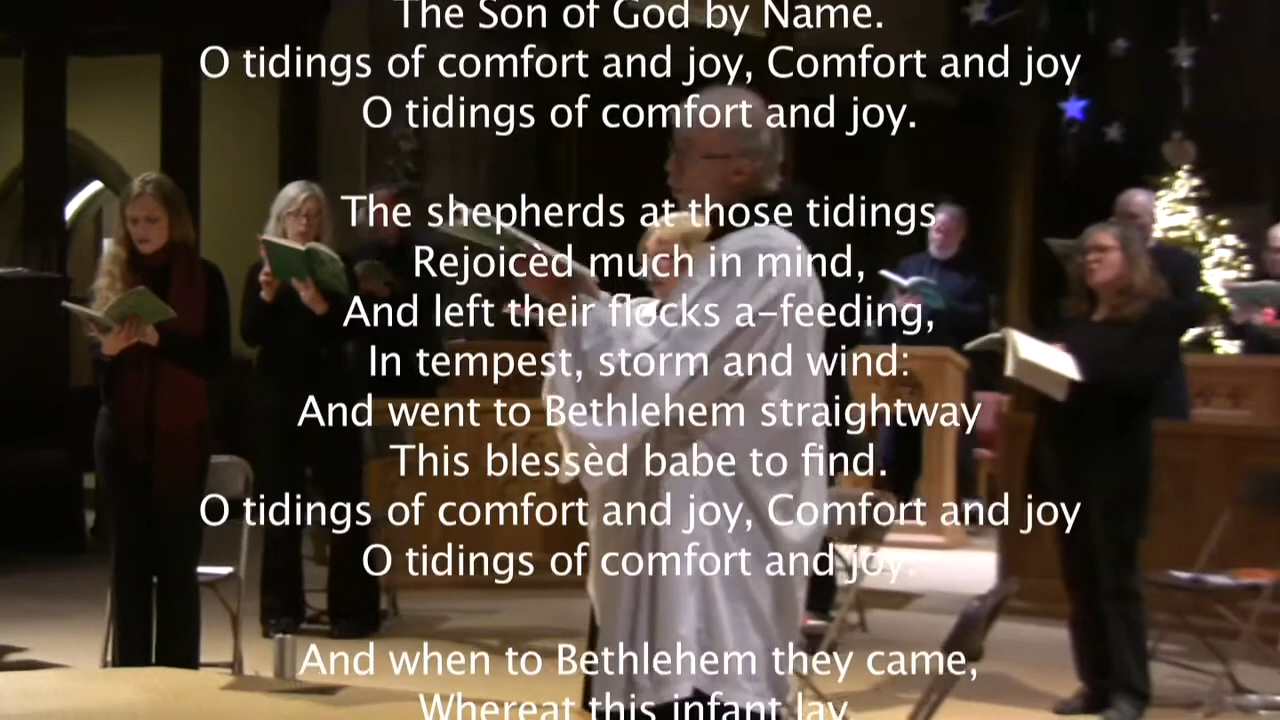 The Son of God by Name.
O tidings of comfort and joy, Comfort and joy
O tidings of comfort and joy.
The shepherds at those tidings
Rejoicèd much in mind,
And left their flocks a-feeding,
In tempest, storm and wind:
And went to Bethlehem straightway
This blessèd babe to find.
O tidings of comfort and joy, Comfort and joy
O tidings of comfort and joy.
And when to Bethlehem they came,
Whereat this infant lay,